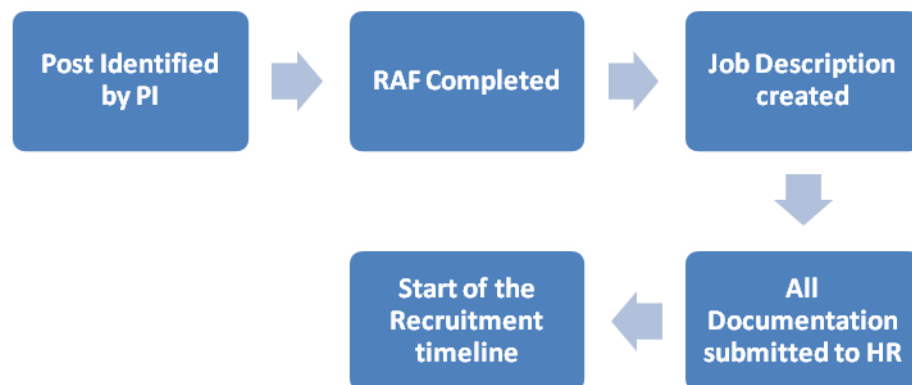 Post Identified
by PI
RAF Completed
Job Description
created
All
Documentation
submitted to HR
Start of the
Recruitment
timeline